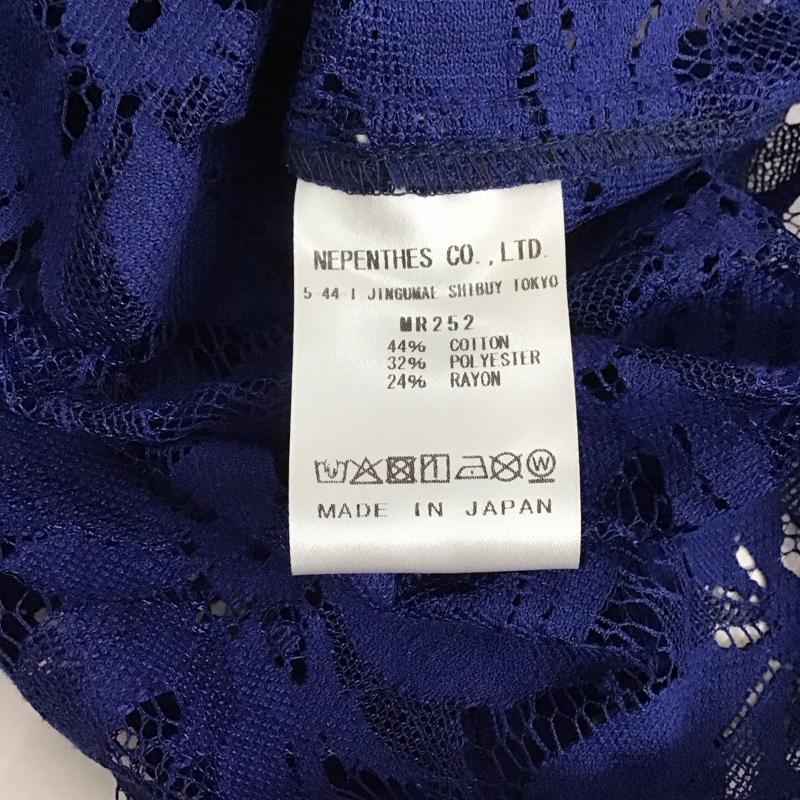 NEPENTHES CO.,LTD.
5-44-1 JINGUMAE SHIBUY TOKYO
MR252
44% COTTON
32% POLYESTER
24% RAYON
MADE IN JAPAN